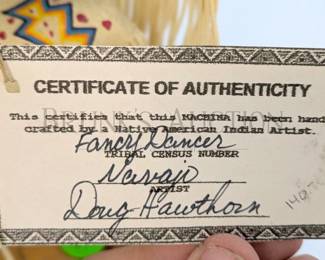 CERTIFICATE OF AUTHENTICITY
This certifies that this KACHINA has been hand
crafted by a Native American Indian Artist.
Fancy Dancer
TRIBAL CENSUS NUMBER
Navajo
ARTIST
Doug Hawthorn